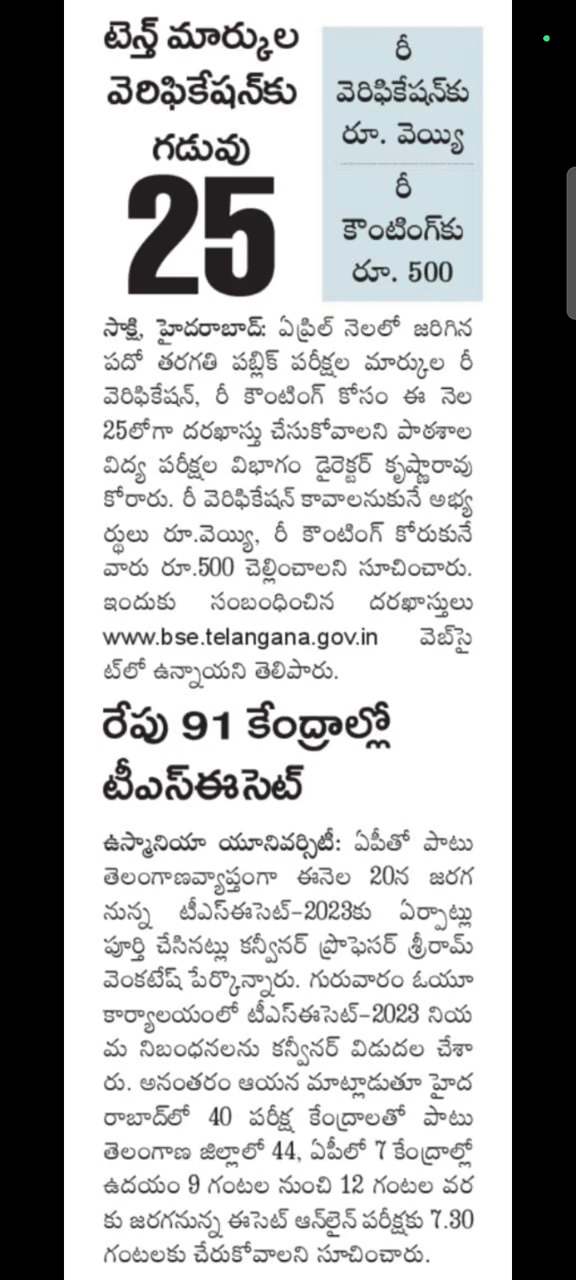 టెన్త్ మార్కుల
వెరిఫికేషన్‌కు
గడువు
25
రీ
వెరిఫికేషన్‌కు
రూ. వెయ్యి
రీ
కౌంటింగ్‌కు
రూ. 500
సాక్షి, హైదరాబాద్: ఏప్రిల్ నెలలో జరిగిన
పదో తరగతి పబ్లిక్ పరీక్షల మార్కుల రీ
వెరిఫికేషన్, రీ కౌంటింగ్ కోసం ఈ నెల
25లోగా దరఖాస్తు చేసుకోవాలని పాఠశాల
విద్య పరీక్షల విభాగం డైరెక్టర్ కృష్ణారావు
కోరారు. రీ వెరిఫికేషన్ కావాలనుకునే అభ్య
ర్థులు రూ.వెయ్యి, రీ కౌంటింగ్ కోరుకునే
వారు రూ.500 చెల్లించాలని సూచించారు.
ఇందుకు సంబంధించిన దరఖాస్తులు
www.bse.telangana.gov.in వెబ్‌సై
ట్‌లో ఉన్నాయని తెలిపారు.
రేపు 91 కేంద్రాల్లో
టీఎస్ఈసెట్
ఉస్మానియా యూనివర్సిటీ: ఏపీతో పాటు
తెలంగాణవ్యాప్తంగా ఈనెల 20న జరగ
నున్న టీఎస్ఈసెట్-2023కు ఏర్పాట్లు
పూర్తి చేసినట్లు కన్వీనర్ ప్రొఫెసర్ శ్రీరామ్
వెంకటేష్ పేర్కొన్నారు. గురువారం ఓయూ
కార్యాలయంలో టీఎస్ఈసెట్-2023 నియ
మ నిబంధనలను కన్వీనర్ విడుదల చేశా
రు. అనంతరం ఆయన మాట్లాడుతూ హైద
రాబాద్‌లో 40 పరీక్ష కేంద్రాలతో పాటు
తెలంగాణ జిల్లాలో 44, ఏపీలో 7 కేంద్రాల్లో
ఉదయం 9 గంటల నుంచి 12 గంటల వర
కు జరగనున్న ఈసెట్ ఆన్‌లైన్ పరీక్షకు 7.30
గంటలకు చేరుకోవాలని సూచించారు.